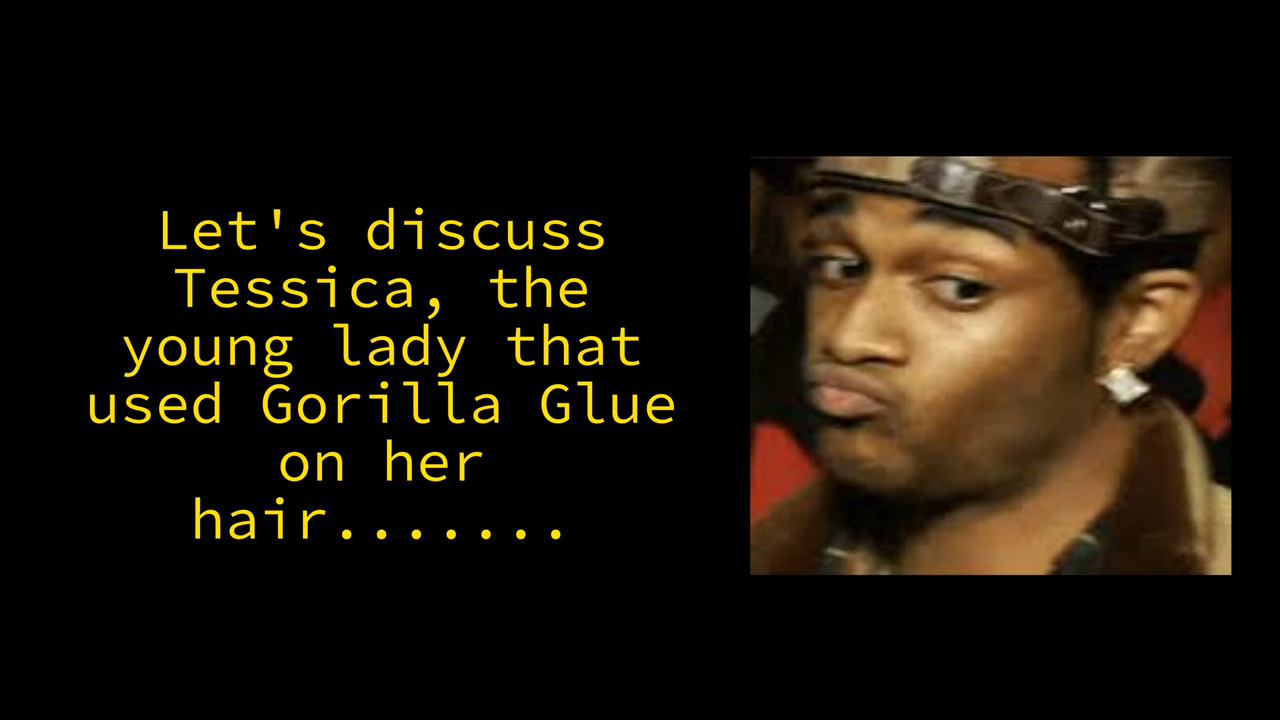 Let's discuss
Tessica, the
young lady that
used Gorilla Glue
on her
hair.......